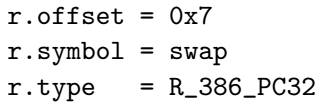 r.offset = 0x7
r.symbol = swap
r.type   = R_386_PC32